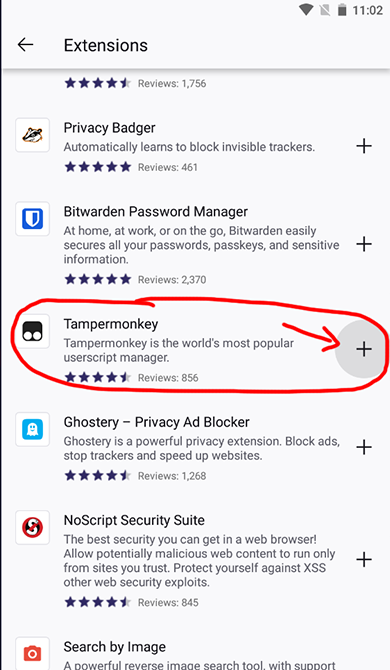 11:02
Extensions
Reviews: 1,756
Privacy Badger
Automatically learns to block invisible trackers.
Reviews: 461
Bitwarden Password Manager
At home, at work, or on the go, Bitwarden easily
secures all your passwords, passkeys, and sensitive
information.
Reviews: 2,370
Tampermonkey
Tampermonkey is the world's most popular
userscript manager.
Reviews: 856
Ghostery – Privacy Ad Blocker
Ghostery is a powerful privacy extension. Block ads,
stop trackers and speed up websites.
Reviews: 1,268
NoScript Security Suite
The best security you can get in a web browser!
Allow potentially malicious web content to run only
from sites you trust. Protect yourself against XSS
other web security exploits.
Reviews: 845
Search by Image
A powerful reverse image search tool, with support